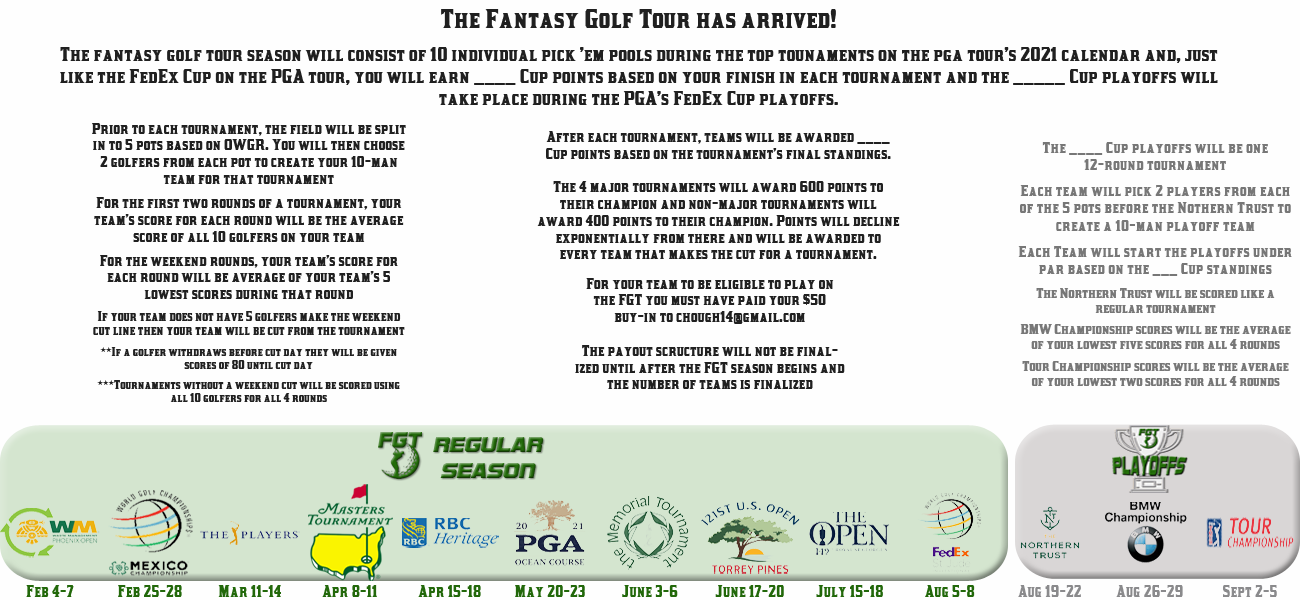 The Fantasy Golf Tour has arrived!
The fantasy golf tour season will consist of 10 individual pick 'em pools during the top tounaments on the pga tour's 2021 calendar and, just
like the FedEx Cup on the PGA tour, you will earn ____ Cup points based on your finish in each tournament and the _____ Cup playoffs will
take place during the PGA's FedEx Cup playoffs.
Prior to each tournament, the field will be split
in to 5 pots based on OWGR. You will then choose
2 golfers from each pot to create your 10-man
team for that tournament
For the first two rounds of a tournament, your
team's score for each round will be the average
score of all 10 golfers on your team
For the weekend rounds, your team's score for
each round will be average of your team's 5
lowest scores during that round
If your team does not have 5 golfers make the weekend
cut line then your team will be cut from the tournament
**If a golfer withdraws before cut day they will be given
scores of 80 until cut day
***Tournaments without a weekend cut will be scored using
all 10 golfers for all 4 rounds
After each tournament, teams will be awarded ____
Cup points based on the tournament's final standings.
The 4 major tournaments will award 600 points to
their champion and non-major tournaments will
award 400 points to their champion. Points will decline
exponentially from there and will be awarded to
every team that makes the cut for a tournament.
For your team to be eligible to play on
the FGT you must have paid your $50
buy-in to chough14@gmail.com
The payout scructure will not be final-
ized until after the FGT season begins and
the number of teams is finalized
The ____ Cup playoffs will be one
12-round tournament
Each team will pick 2 players from each
of the 5 pots before the Nothern Trust to
create a 10-man playoff team
Each Team will start the playoffs under
par based on the ___ Cup standings
The Northern Trust will be scored like a
regular tournament
BMW Championship scores will be the average
of your lowest five scores for all 4 rounds
Tour Championship scores will be the average
of your lowest two scores for all 4 rounds
FGT REGULAR
SEASON
FGT
PLAYOFFS
WM
WASTE MANAGEMENT
PHOENIX OPEN
WORLD GOLF CHAMPIONSHIPS
MEXICO
CHAMPIONSHIP
THE PLAYERS
Masters
Tournament
RBC
RBC
Heritage
20 21
PGA
OCEAN COURSE
the Memorial Tournament
121ST U.S. OPEN
TORREY PINES
THE
OPEN
149
WORLD GOLF CHAMPIONSHIPS
FedEx
NORTHERN
TRUST
BMW
Championship
TOUR
CHAMPIONSHIP
Feb 4-7
Feb 25-28
Mar 11-14
Apr 8-11
Apr 15-18
May 20-23
June 3-6
June 17-20
July 15-18
Aug 5-8
Aug 19-22
Aug 26-29
Sept 2-5